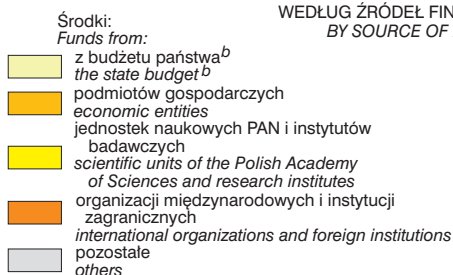 WEDŁUG ŹRÓDEŁ FIN
BY SOURCE OF
Środki:
Funds from:
z budżetu państwa b
the state budget b
podmiotów gospodarczych
economic entities
jednostek naukowych PAN i instytutów
badawczych
scientific units of the Polish Academy
of Sciences and research institutes
organizacji międzynarodowych i instytucji
zagranicznych
international organizations and foreign institutions
pozostałe
others